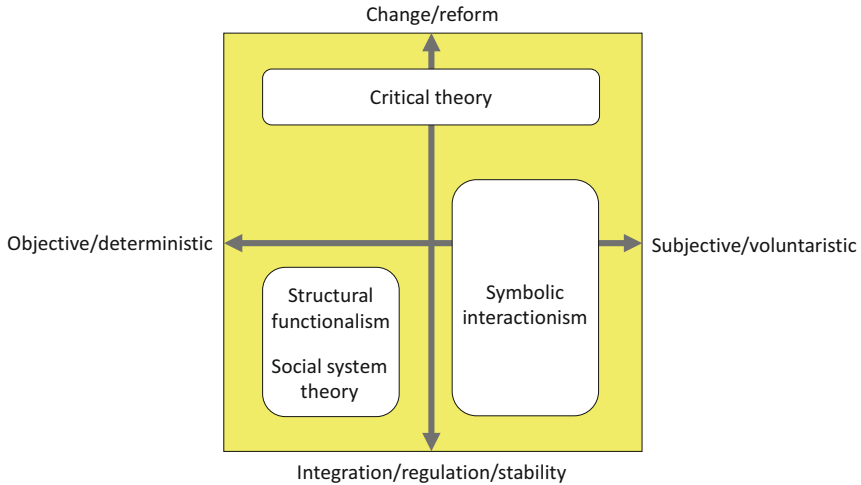 Change/reform
Critical theory
Objective/deterministic
Subjective/voluntaristic
Structural
functionalism
Social system
theory
Symbolic
interactionism
Integration/regulation/stability